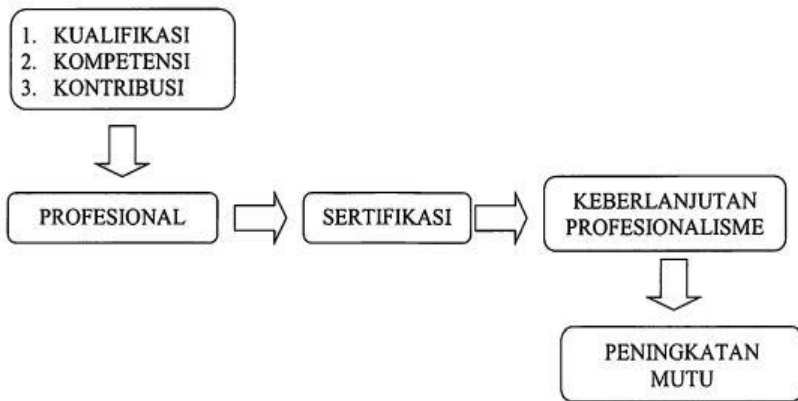 1. KUALIFIKASI
2. KOMPETENSI
3. KONTRIBUSI
PROFESIONAL
SERTIFIKASI
KEBERLANJUTAN
PROFESIONALISME
PENINGKATAN
MUTU